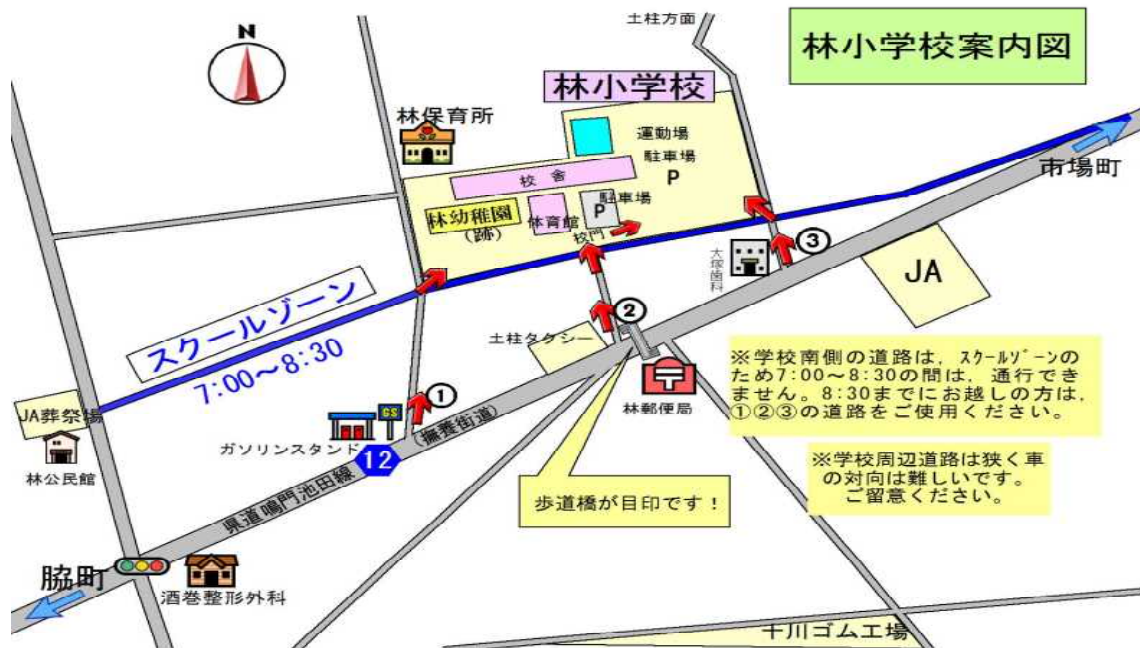 土柱方面
林小学校案内図
N
林小学校
林保育所
運動場
駐車場
P
校舎
駐車場
P
林幼稚園
(跡)
体育館
校門
市場町
③
大塚歯科
JA
スクールゾーン
7:00～8:30
②
土柱タクシー
林郵便局
※学校南側の道路は，スクールゾーンの
ため7:00～8:30の間は，通行でき
ません。8:30までにお越しの方は，
①②③の道路をご使用ください。
JA葬祭場
林公民館
①
GS
ガソリンスタンド
12
(撫養街道)
県道鳴門池田線
※学校周辺道路は狭く車
の対向は難しいです。
ご留意ください。
歩道橋が目印です！
脇町
酒巻整形外科
十川ゴム工場